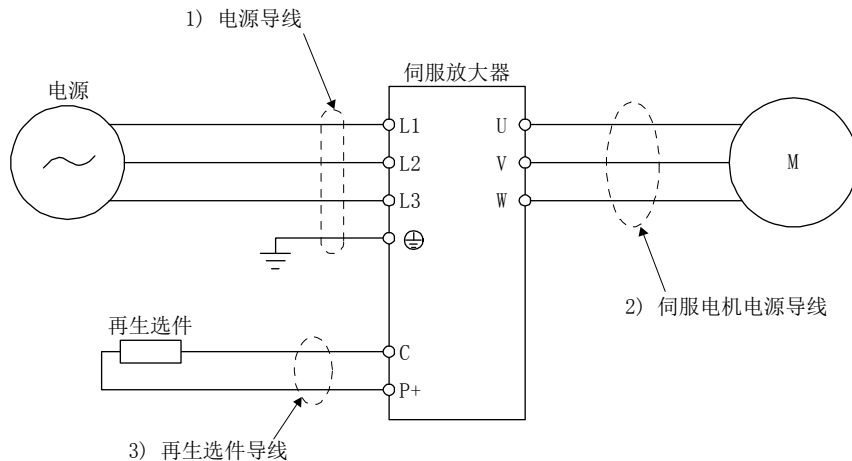 1) 电源导线
伺服放大器
电源
L1
U
L2
V
M
L3
W
2) 伺服电机电源导线
再生选件
C
P+
3) 再生选件导线